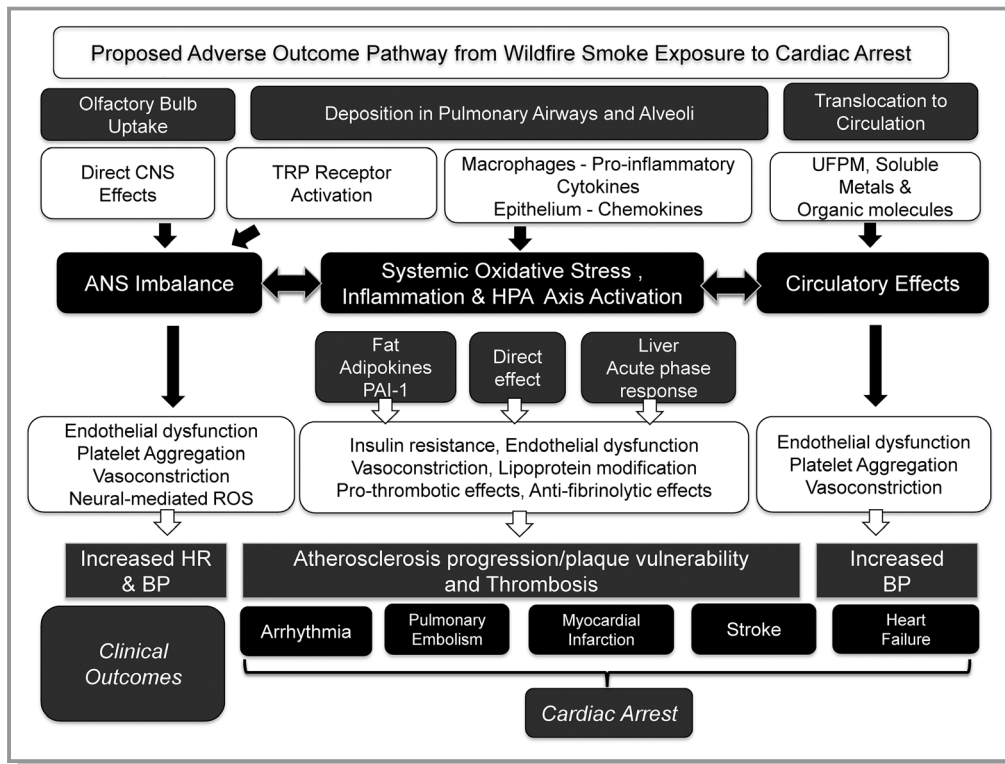 Proposed Adverse Outcome Pathway from Wildfire Smoke Exposure to Cardiac Arrest
Olfactory Bulb
Uptake
Deposition in Pulmonary Airways and Alveoli
Translocation to
Circulation
Direct CNS
Effects
TRP Receptor
Activation
Macrophages - Pro-inflammatory
Cytokines
Epithelium - Chemokines
UFPM, Soluble
Metals &
Organic molecules
ANS Imbalance
Systemic Oxidative Stress ,
Inflammation & HPA Axis Activation
Circulatory Effects
Fat
Adipokines
PAI-1
Direct
effect
Liver
Acute phase
response
Endothelial dysfunction
Platelet Aggregation
Vasoconstriction
Neural-mediated ROS
Insulin resistance, Endothelial dysfunction
Vasoconstriction, Lipoprotein modification
Pro-thrombotic effects, Anti-fibrinolytic effects
Endothelial dysfunction
Platelet Aggregation
Vasoconstriction
Increased HR
& BP
Atherosclerosis progression/plaque vulnerability
and Thrombosis
Increased
BP
Clinical
Outcomes
Arrhythmia
Pulmonary
Embolism
Myocardial
Infarction
Stroke
Heart
Failure
Cardiac Arrest